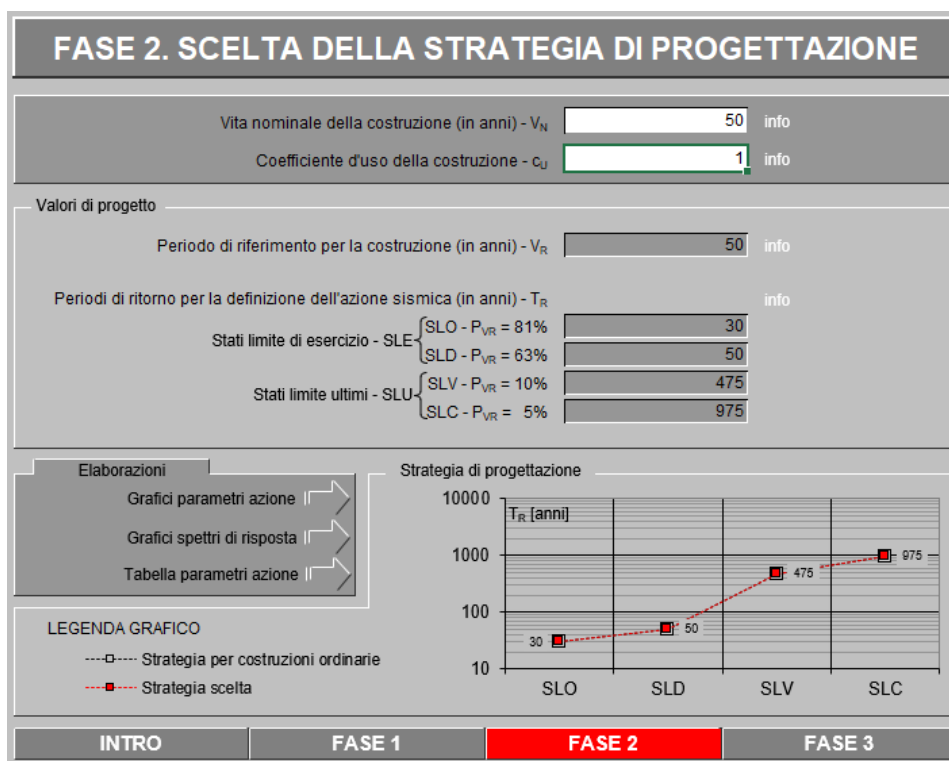 FASE 2. SCELTA DELLA STRATEGIA DI PROGETTAZIONE
Vita nominale della costruzione (in anni) - VN 50 info
Coefficiente d'uso della costruzione - cU 1 info
Valori di progetto
Periodo di riferimento per la costruzione (in anni) - VR 50 info
Periodi di ritorno per la definizione dell'azione sismica (in anni) - TR info
Stati limite di esercizio - SLE
SLO - PVR = 81% 30
SLD - PVR = 63% 50
Stati limite ultimi - SLU
SLV - PVR = 10% 475
SLC - PVR = 5% 975
Elaborazioni
Grafici parametri azione
Grafici spettri di risposta
Tabella parametri azione
LEGENDA GRAFICO
Strategia per costruzioni ordinarie
Strategia scelta
Strategia di progettazione
TR [anni]
10000
1000
100
10
30
50
475
975
SLO SLD SLV SLC
INTRO FASE 1 FASE 2 FASE 3